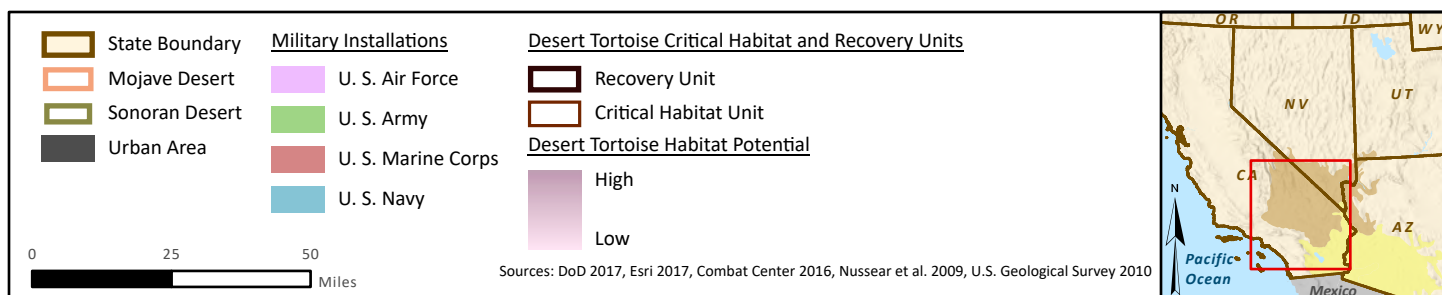 State Boundary
Mojave Desert
Sonoran Desert
Urban Area
Military Installations
U. S. Air Force
U. S. Army
U. S. Marine Corps
U. S. Navy
Desert Tortoise Critical Habitat and Recovery Units
Recovery Unit
Critical Habitat Unit
Desert Tortoise Habitat Potential
High
Low
0 25 50
Miles
Sources: DoD 2017, Esri 2017, Combat Center 2016, Nussear et al. 2009, U.S. Geological Survey 2010
OR ID
WY
NV
UT
CA
N
AZ
Pacific
Ocean
Mexico